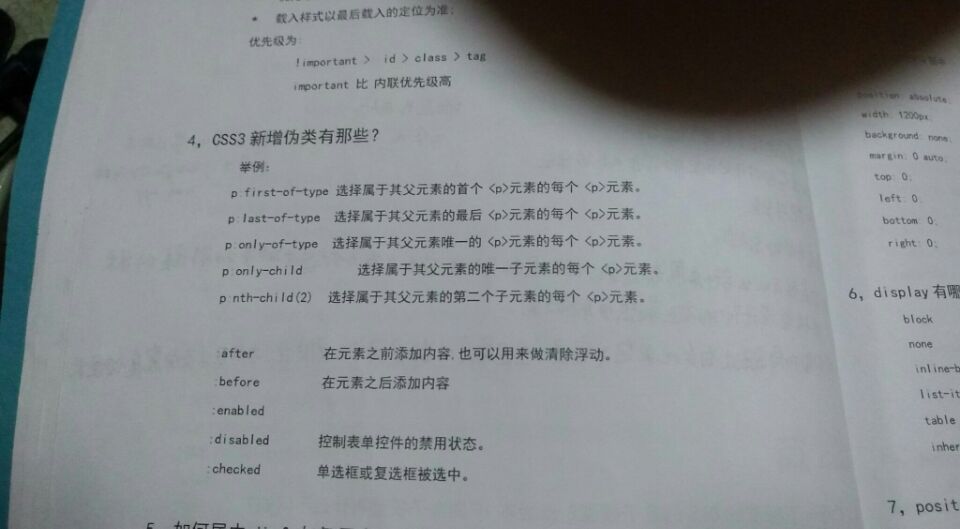 * 载入样式以最后载入的定位为准;
优先级为:
!important > id > class > tag
important 比 内联优先级高
4, CSS3新增伪类有那些?
举例:
p:first-of-type 选择属于其父元素的首个 <p>元素的每个 <p>元素。
p:last-of-type 选择属于其父元素的最后 <p>元素的每个 <p>元素。
p:only-of-type 选择属于其父元素唯一的 <p>元素的每个 <p>元素。
p:only-child 选择属于其父元素的唯一子元素的每个 <p>元素。
p:nth-child(2) 选择属于其父元素的第二个子元素的每个 <p>元素。
:after 在元素之前添加内容,也可以用来做清除浮动。
:before 在元素之后添加内容
:enabled
:disabled 控制表单控件的禁用状态。
:checked 单选框或复选框被选中。
position: absolute;
width: 1200px;
background: none;
margin: 0 auto;
top: 0;
left: 0;
bottom: 0;
right: 0;
6, display有哪
block
none
inline-b
list-it
table
inher
7, posit